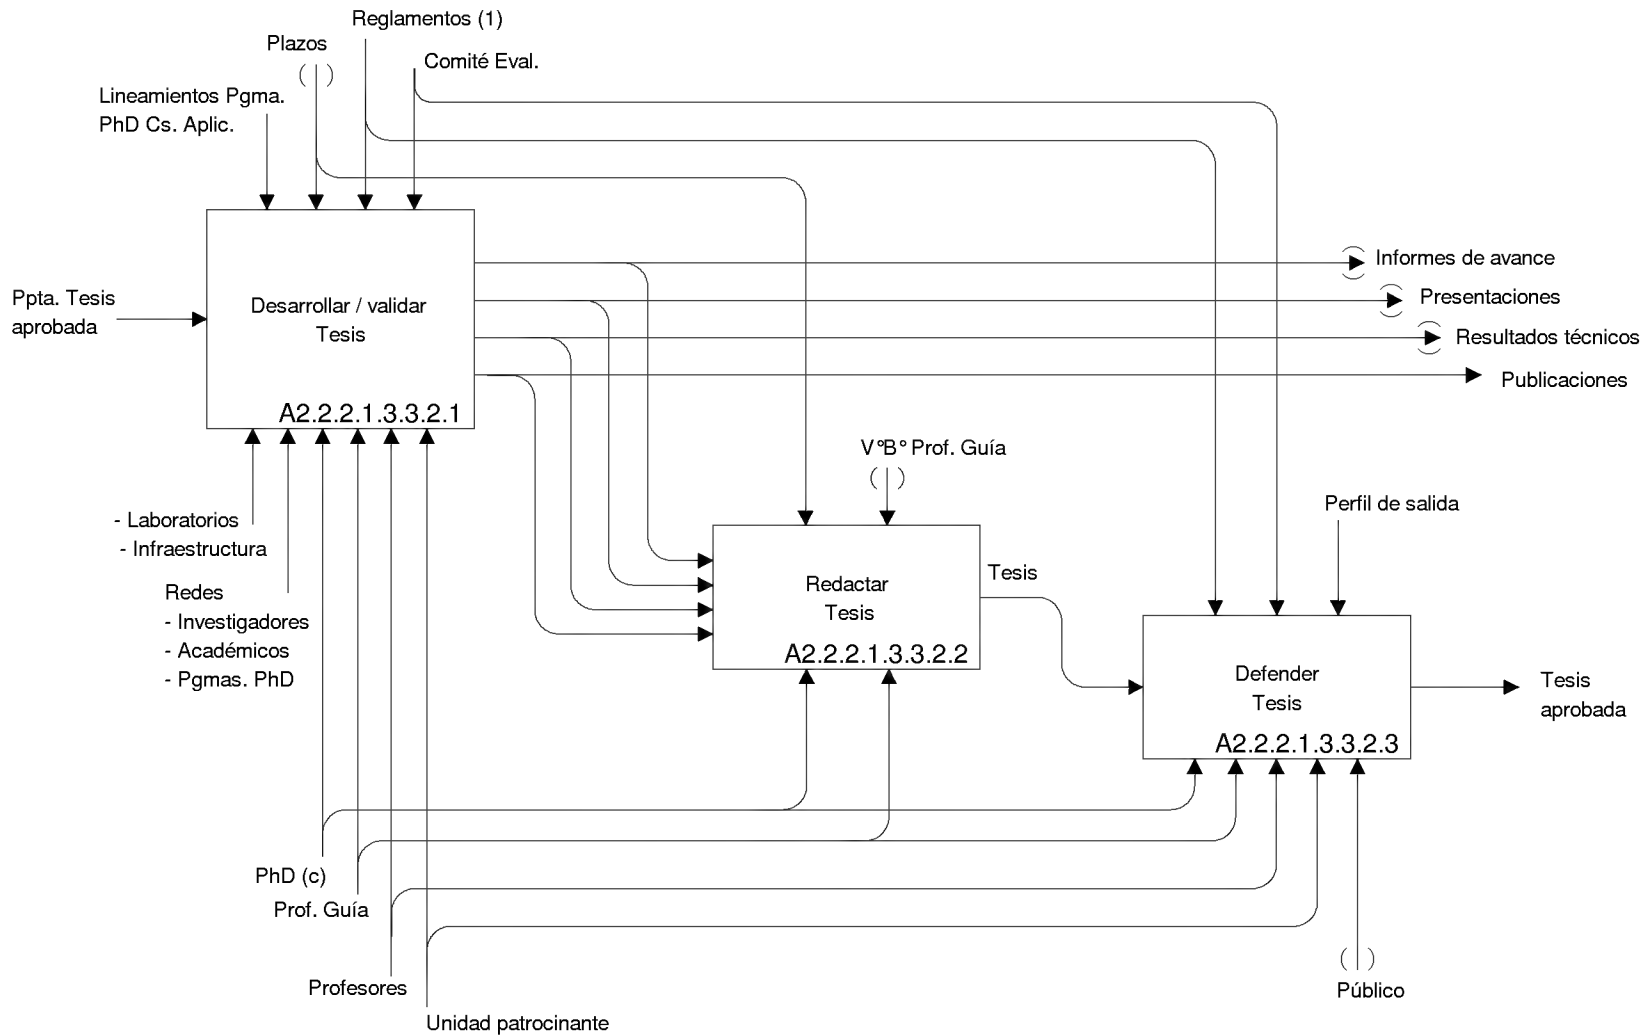 Reglamentos (1)
Plazos
Comité Eval.
Lineamientos Pgma.
PhD Cs. Aplic.
Informes de avance
Ppta. Tesis
aprobada
Desarrollar / validar
Tesis
A2.2.2.1.3.3.2.1
Presentaciones
Resultados técnicos
Publicaciones
V°B° Prof. Guía
Perfil de salida
- Laboratorios
- Infraestructura
Redes
- Investigadores
- Académicos
- Pgmas. PhD
Redactar
Tesis
A2.2.2.1.3.3.2.2
Tesis
Defender
Tesis
A2.2.2.1.3.3.2.3
Tesis
aprobada
PhD (c)
Prof. Guía
Profesores
Unidad patrocinante
Público